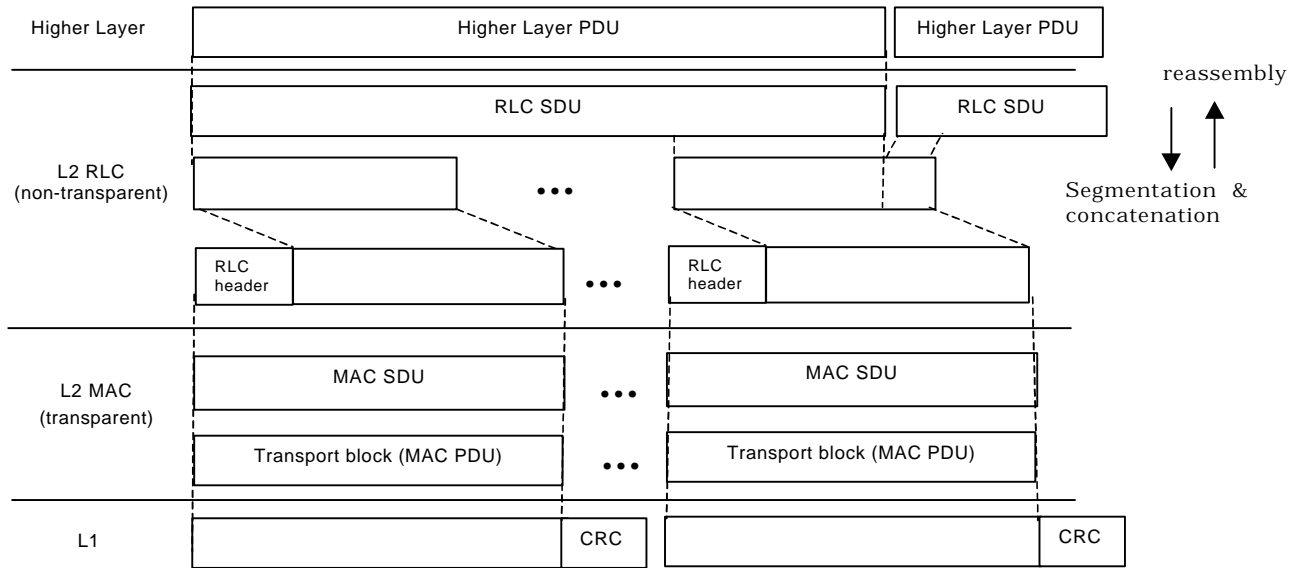 Higher Layer
Higher Layer PDU
Higher Layer PDU
reassembly
RLC SDU
RLC SDU
L2 RLC
(non-transparent)
Segmentation &
concatenation
RLC
header
RLC
header
L2 MAC
(transparent)
MAC SDU
MAC SDU
Transport block (MAC PDU)
Transport block (MAC PDU)
L1
CRC
CRC